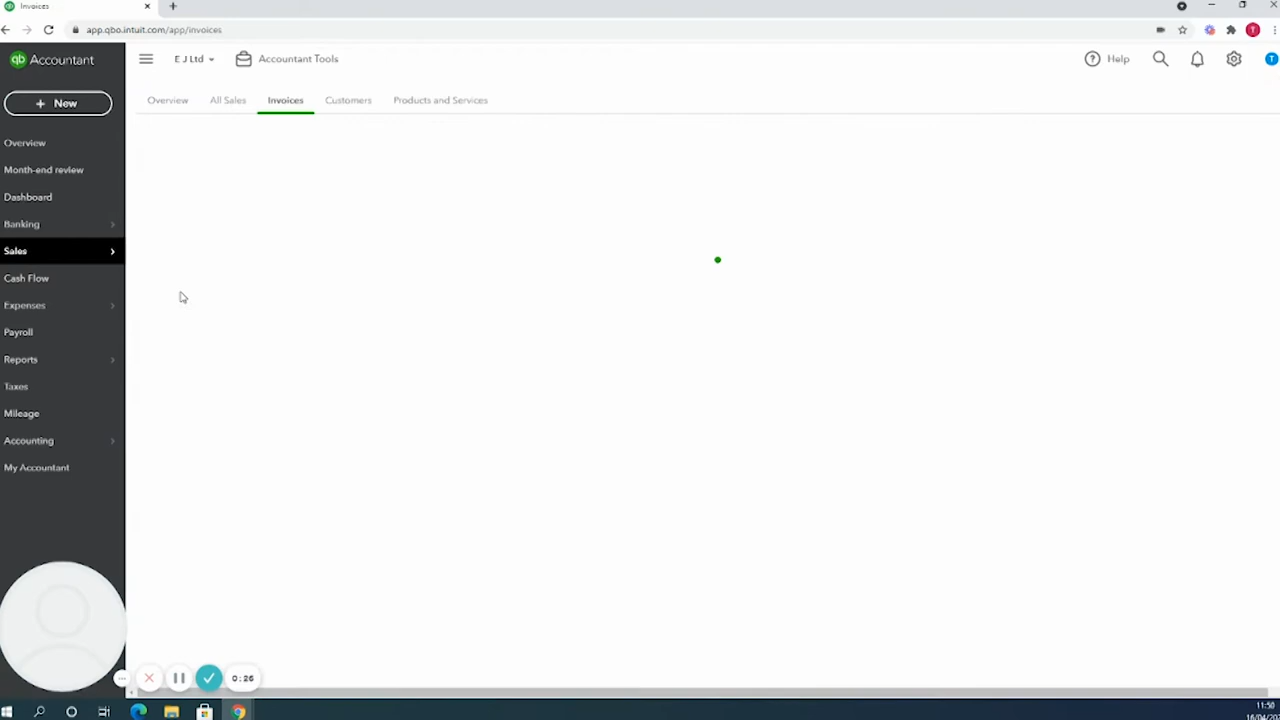 Invoices
app.qbo.intuit.com/app/invoices
qb Accountant
E J Ltd
Accountant Tools
? Help
T
+ New
Overview
All Sales
Invoices
Customers
Products and Services
Overview
Month-end review
Dashboard
Banking
Sales
Cash Flow
Expenses
Payroll
Reports
Taxes
Mileage
Accounting
My Accountant
0:26
11:50